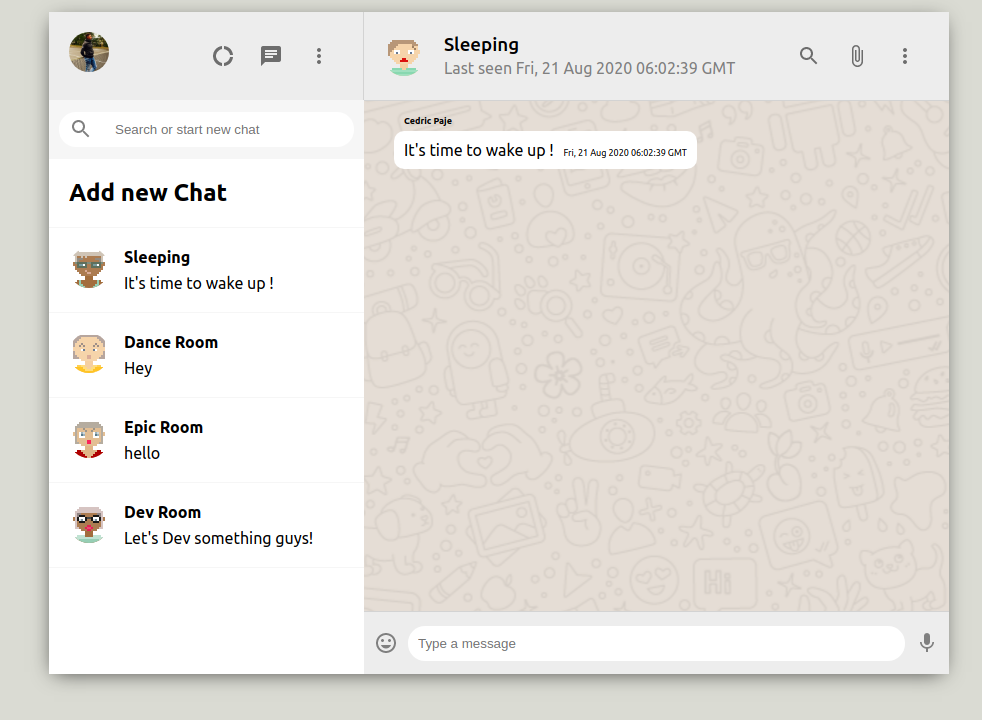 Search or start new chat
Add new Chat
Sleeping
It's time to wake up !
Dance Room
Hey
Epic Room
hello
Dev Room
Let's Dev something guys!
Sleeping
Last seen Fri, 21 Aug 2020 06:02:39 GMT
Cedric Paje
It's time to wake up ! Fri, 21 Aug 2020 06:02:39 GMT
Hi
Type a message